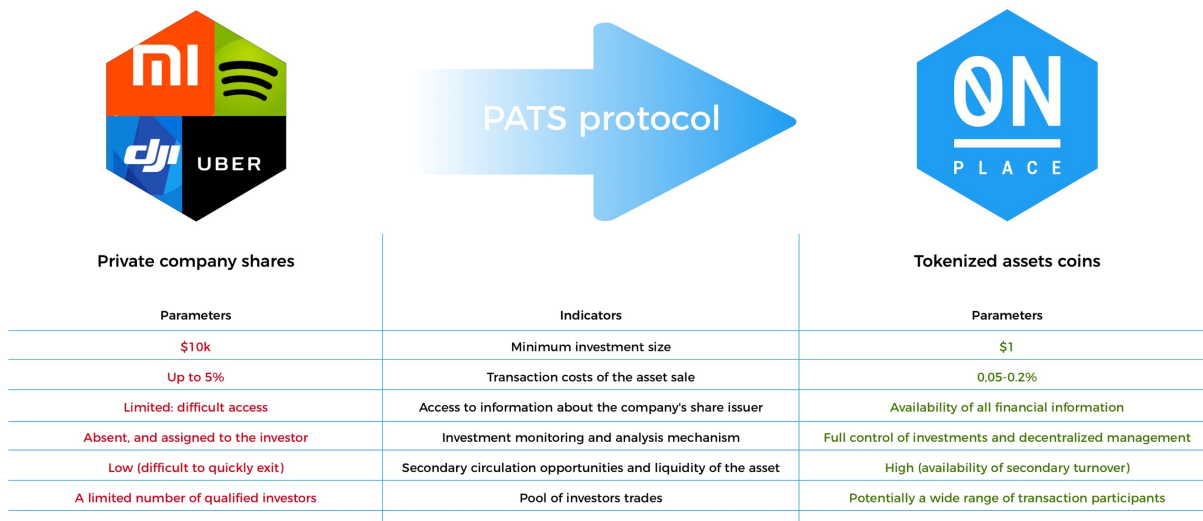 mi
dji
UBER
PATS protocol
0N
PLACE
Private company shares
Tokenized assets coins
Parameters Indicators Parameters
$10k Minimum investment size $1
Up to 5% Transaction costs of the asset sale 0,05-0.2%
Limited: difficult access Access to information about the company's share issuer Availability of all financial information
Absent, and assigned to the investor Investment monitoring and analysis mechanism Full control of investments and decentralized management
Low (difficult to quickly exit) Secondary circulation opportunities and liquidity of the asset High (availability of secondary turnover)
A limited number of qualified investors Pool of investors trades Potentially a wide range of transaction participants